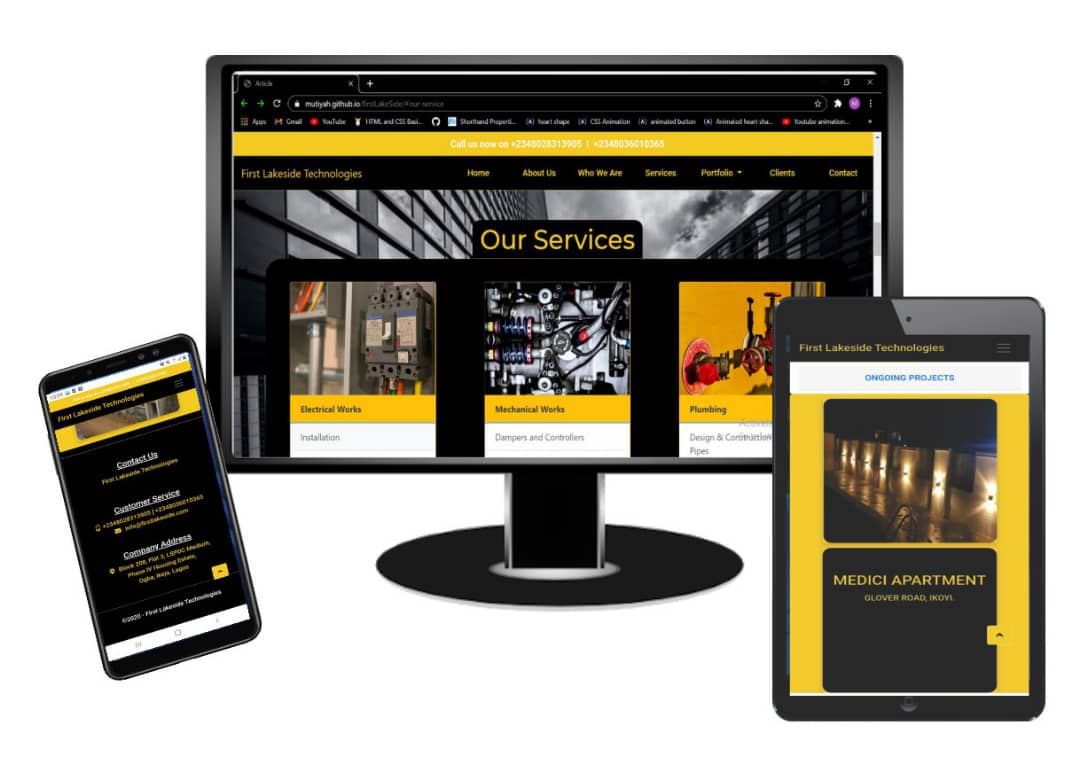 Article
mutiyah.github.io/firstLakeSide/#our service
Apps Gmail YouTube HTML and CSS Basi... Shorthand Properti... heart shape CSS Animation animated button Animated heart sha... Youtube animation...
Call us now on +2348028313905 | +2348036010365
First Lakeside Technologies Home About Us Who We Are Services Portfolio Clients Contact
Our Services
Electrical Works
Installation
Mechanical Works
Dampers and Controllers
Plumbing
Design & Construction
Pipes
First Lakeside Technologies
Contact Us
First Lakeside Technologies
Customer Service
+2348028313905 | +2348036010365
info@firstlakeside.com
Company Address
Block 208, Flat 3, LSPDC Medium,
Phase IV Housing Estate,
Ogba, Ikeja, Lagos
©2020 - First Lakeside Technologies
First Lakeside Technologies
ONGOING PROJECTS
MEDICI APARTMENT
GLOVER ROAD, IKOYI.